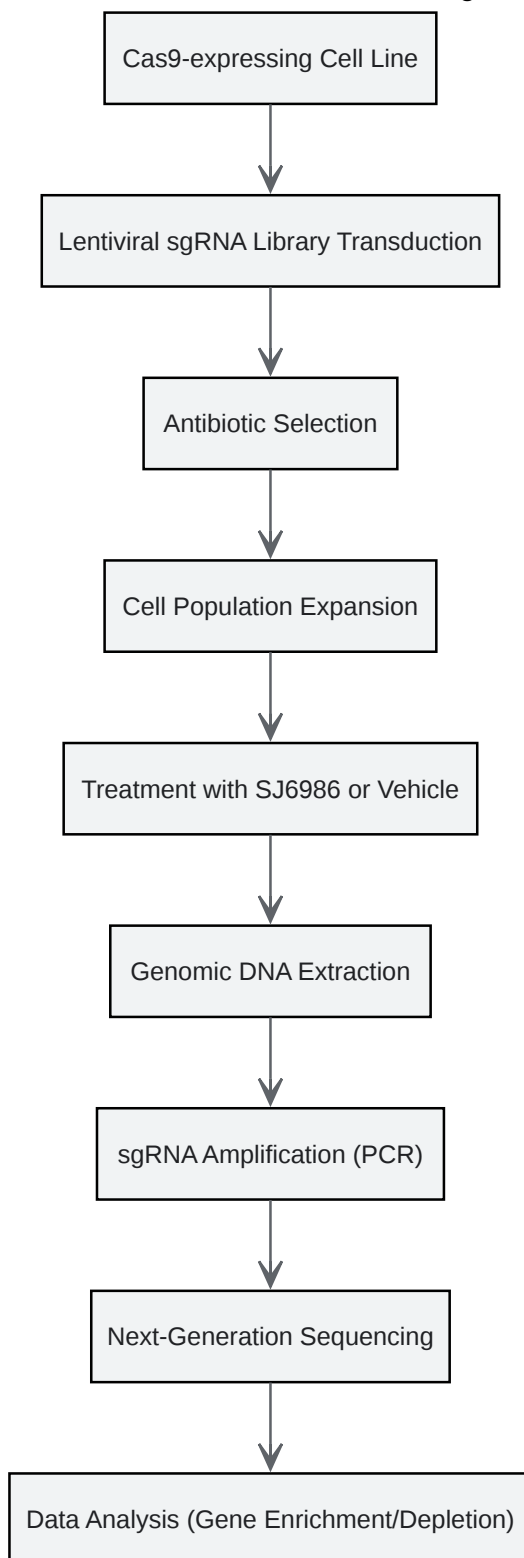 Cas9-expressing Cell Line
Lentiviral sgRNA Library Transduction
Antibiotic Selection
Cell Population Expansion
Treatment with SJ6986 or Vehicle
Genomic DNA Extraction
sgRNA Amplification (PCR)
Next-Generation Sequencing
Data Analysis (Gene Enrichment/Depletion)